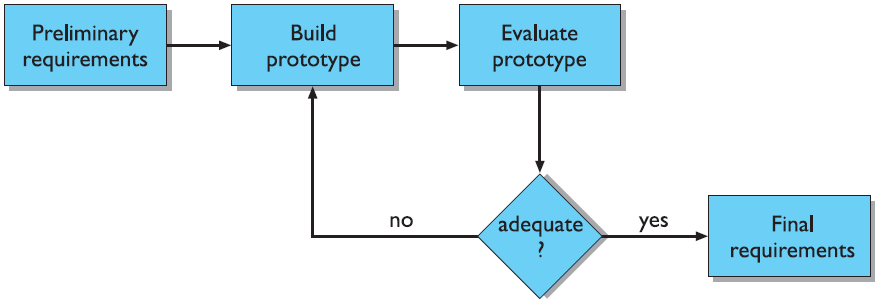 Preliminary
requirements
Build
prototype
Evaluate
prototype
no
adequate
?
yes
Final
requirements